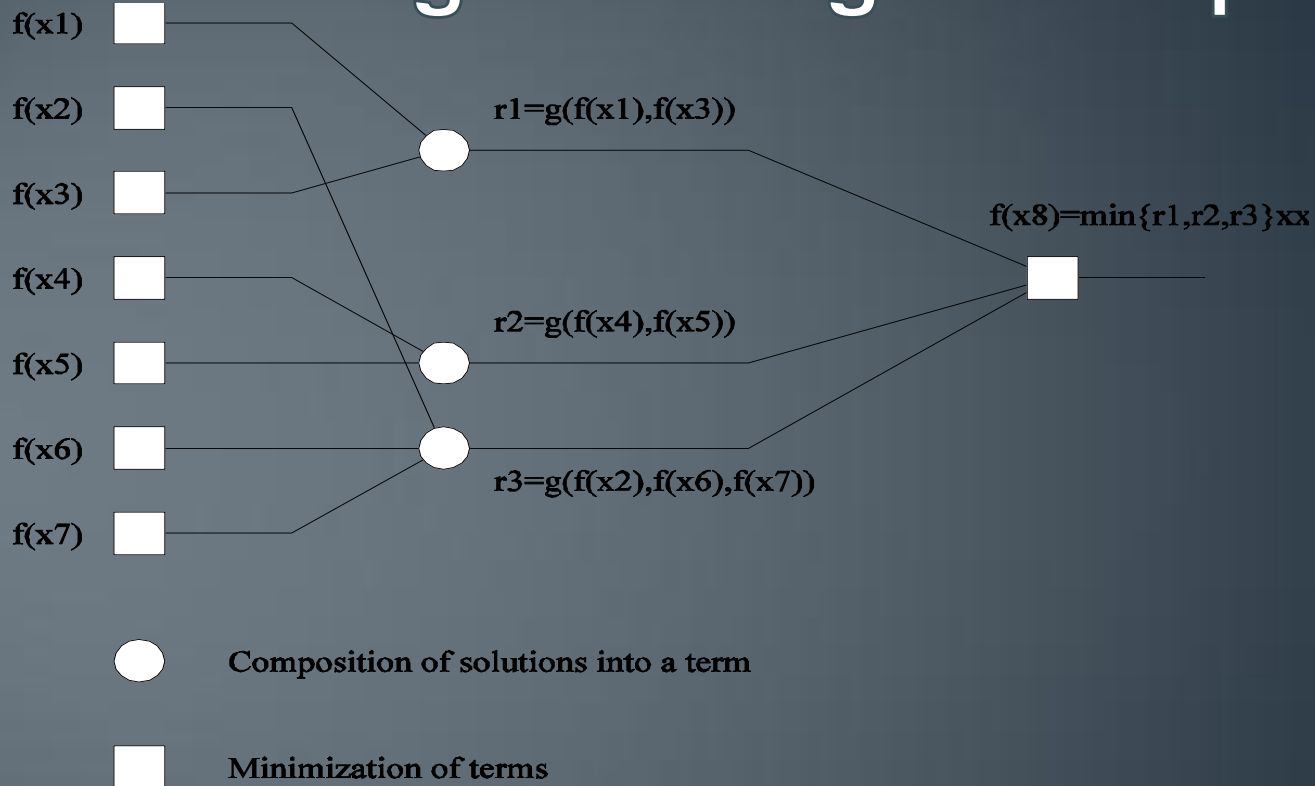 f(x1)
f(x2)
r1=g(f(x1),f(x3))
f(x3)
f(x8)=min{r1,r2,r3}xx
f(x4)
r2=g(f(x4),f(x5))
f(x5)
f(x6)
r3=g(f(x2),f(x6),f(x7))
f(x7)
Composition of solutions into a term
Minimization of terms